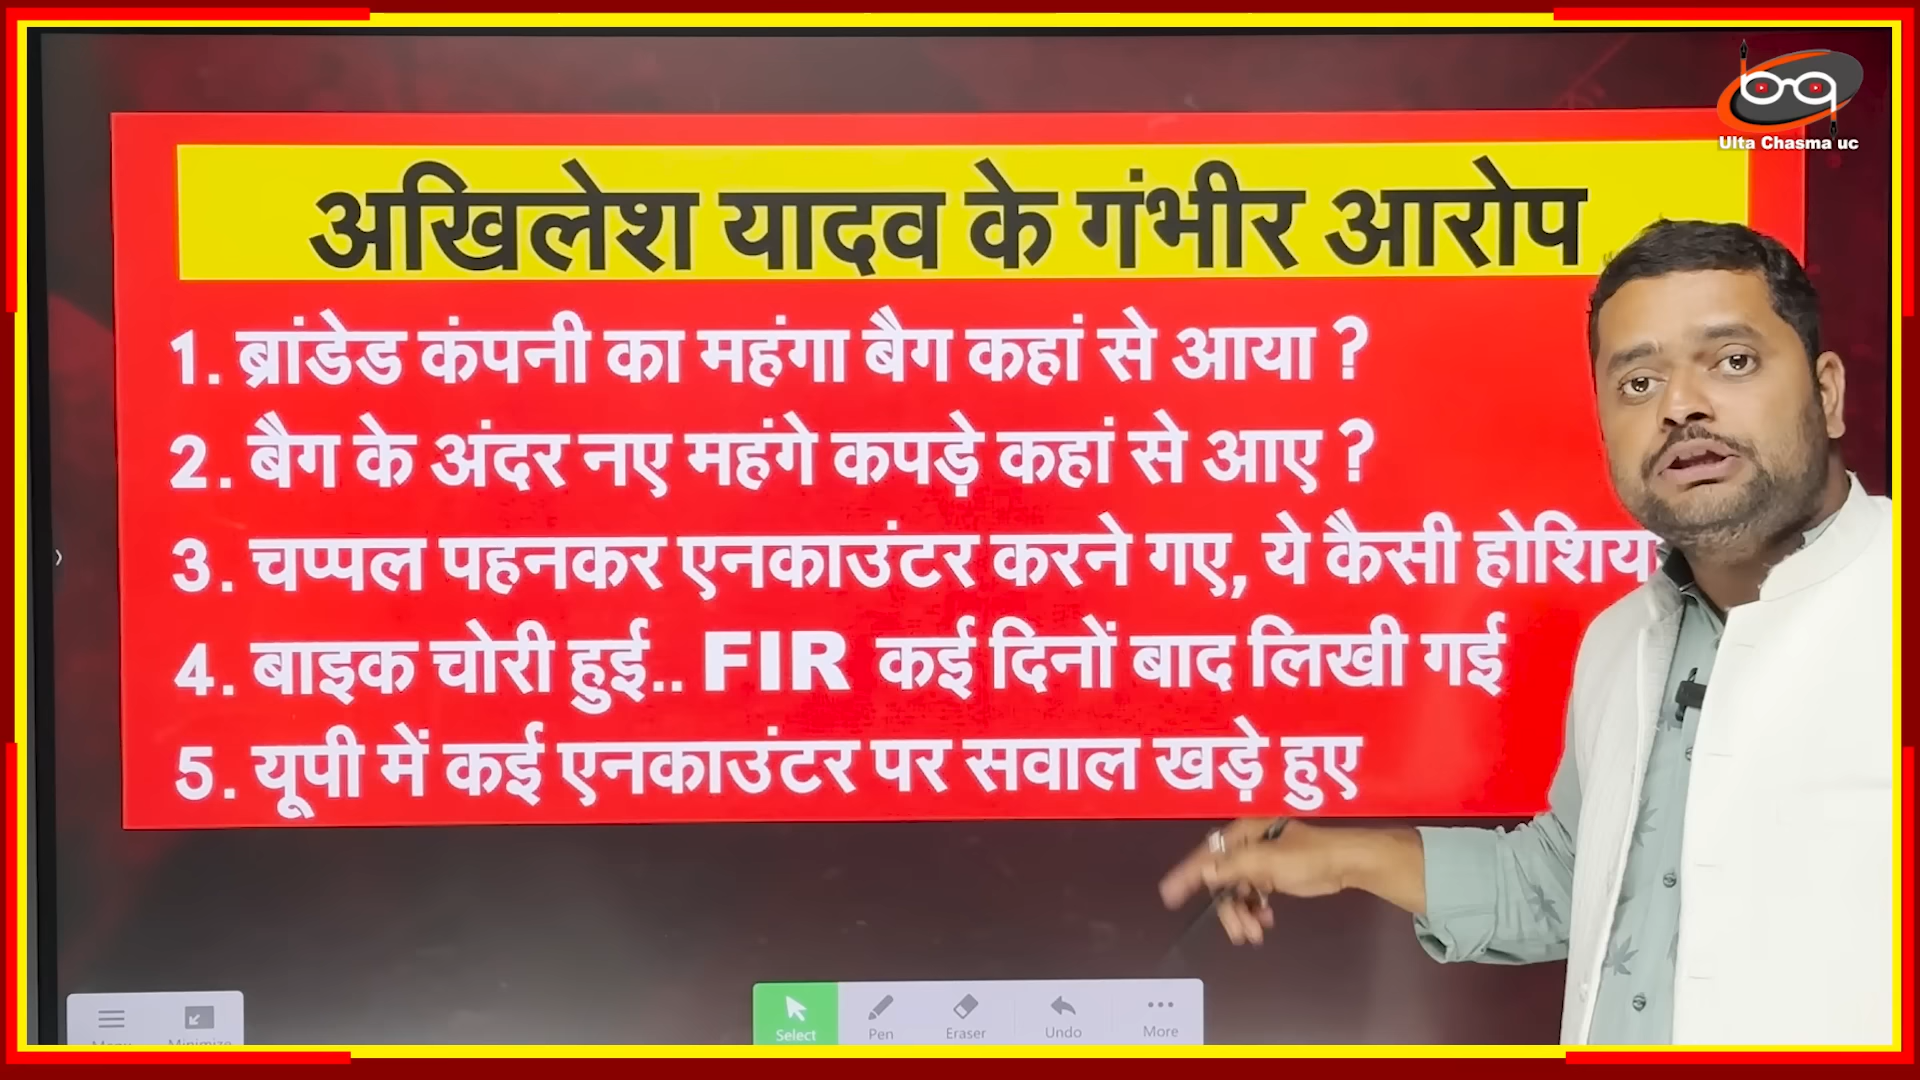 Ulta Chasma uc
अखिलेश यादव के गंभीर आरोप
1. ब्रांडेड कंपनी का महंगा बैग कहां से आया ?
2. बैग के अंदर नए महंगे कपड़े कहां से आए ?
3. चप्पल पहनकर एनकाउंटर करने गए, ये कैसी
4. बाइक चोरी हुई.. FIR कई दिनों बाद लिखी गई
5. यूपी में कई एनकाउंटर पर सवाल खड़े हुए
Select Pen Eraser Undo More